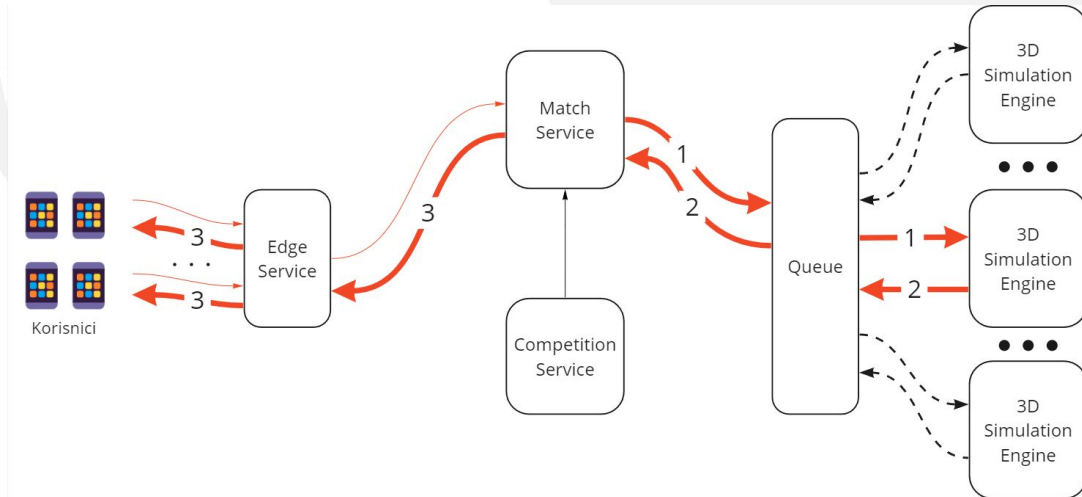 3
3
Korisnici
Edge
Service
3
Match
Service
Competition
Service
1
2
Queue
1
2
3D
Simulation
Engine
3D
Simulation
Engine
3D
Simulation
Engine